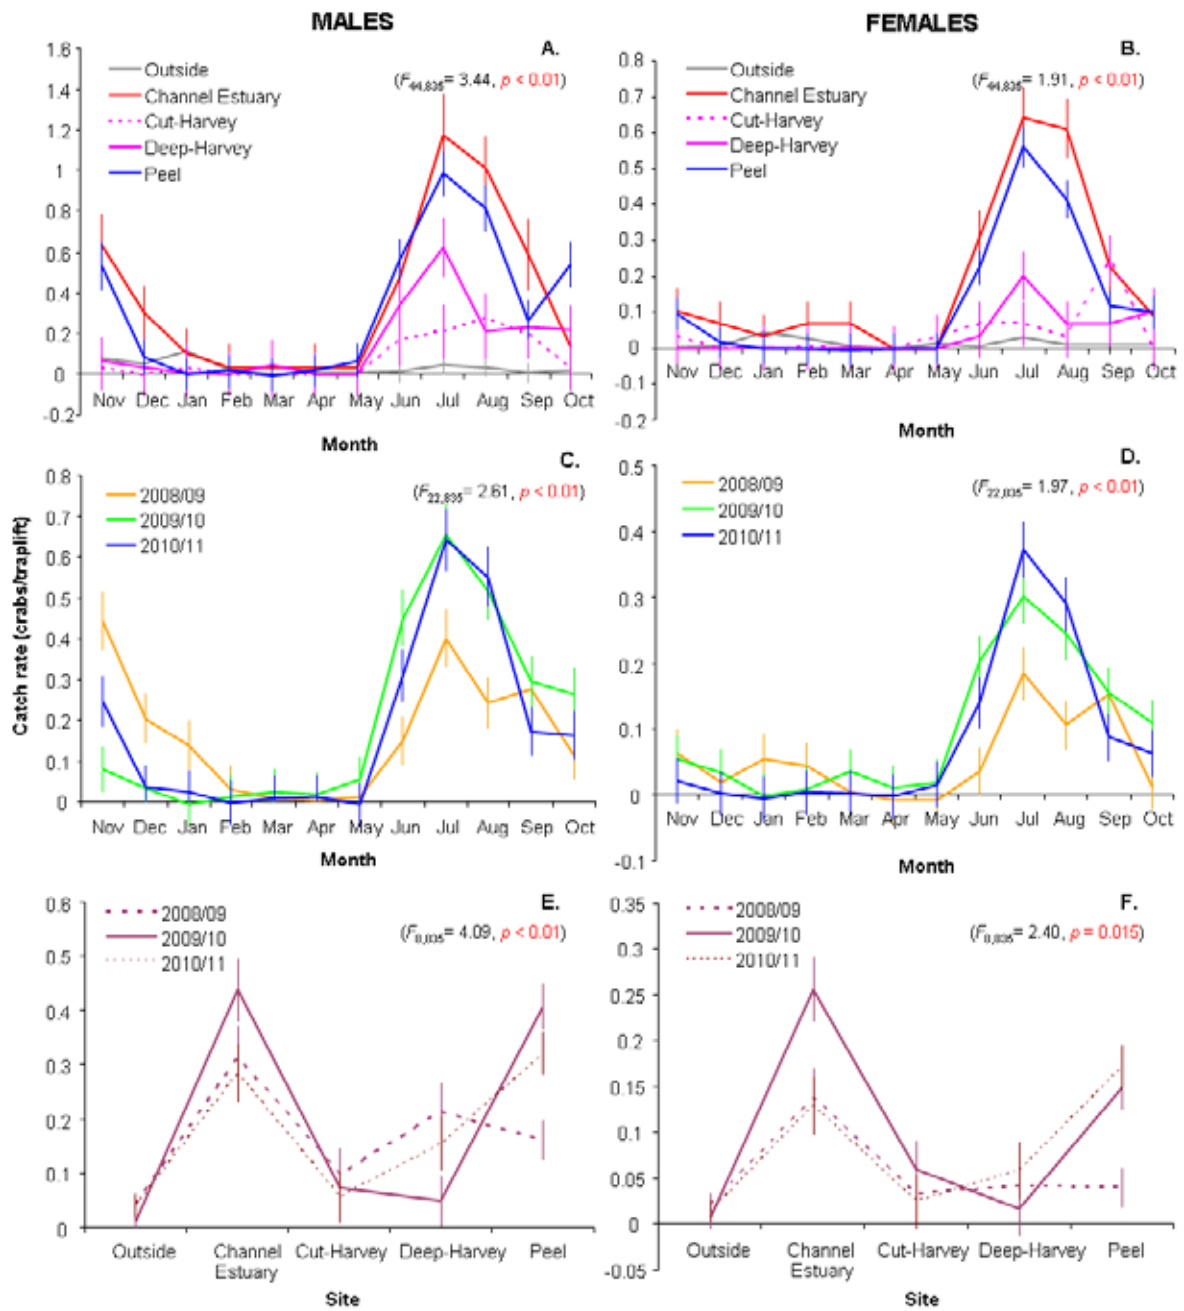 MALES
A.
(F44,835 = 3.44, p < 0.01)
Outside
Channel Estuary
Cut-Harvey
Deep-Harvey
Peel
1.6
1.4
1.2
1
0.8
0.6
0.4
0.2
0
-0.2
Nov Dec Jan Feb Mar Apr May Jun Jul Aug Sep Oct
Month
FEMALES
B.
(F44,835 = 1.91, p < 0.01)
Outside
Channel Estuary
Cut-Harvey
Deep-Harvey
Peel
0.8
0.7
0.6
0.5
0.4
0.3
0.2
0.1
0
-0.1
-0.2
Nov Dec Jan Feb Mar Apr May Jun Jul Aug Sep Oct
Month
Catch rate (crabs/traplift)
C.
(F22,835 = 2.61, p < 0.01)
2008/09
2009/10
2010/11
0.8
0.7
0.6
0.5
0.4
0.3
0.2
0.1
0
Nov Dec Jan Feb Mar Apr May Jun Jul Aug Sep Oct
Month
D.
(F22,835 = 1.97, p < 0.01)
2008/09
2009/10
2010/11
0.5
0.4
0.3
0.2
0.1
0
-0.1
Nov Dec Jan Feb Mar Apr May Jun Jul Aug Sep Oct
Month
E.
(F8,835 = 4.09, p < 0.01)
2008/09
2009/10
2010/11
0.6
0.5
0.4
0.3
0.2
0.1
0
Outside Channel Estuary Cut-Harvey Deep-Harvey Peel
Site
F.
(F8,835 = 2.40, p = 0.015)
2008/09
2009/10
2010/11
0.35
0.3
0.25
0.2
0.15
0.1
0.05
0
-0.05
Outside Channel Estuary Cut-Harvey Deep-Harvey Peel
Site